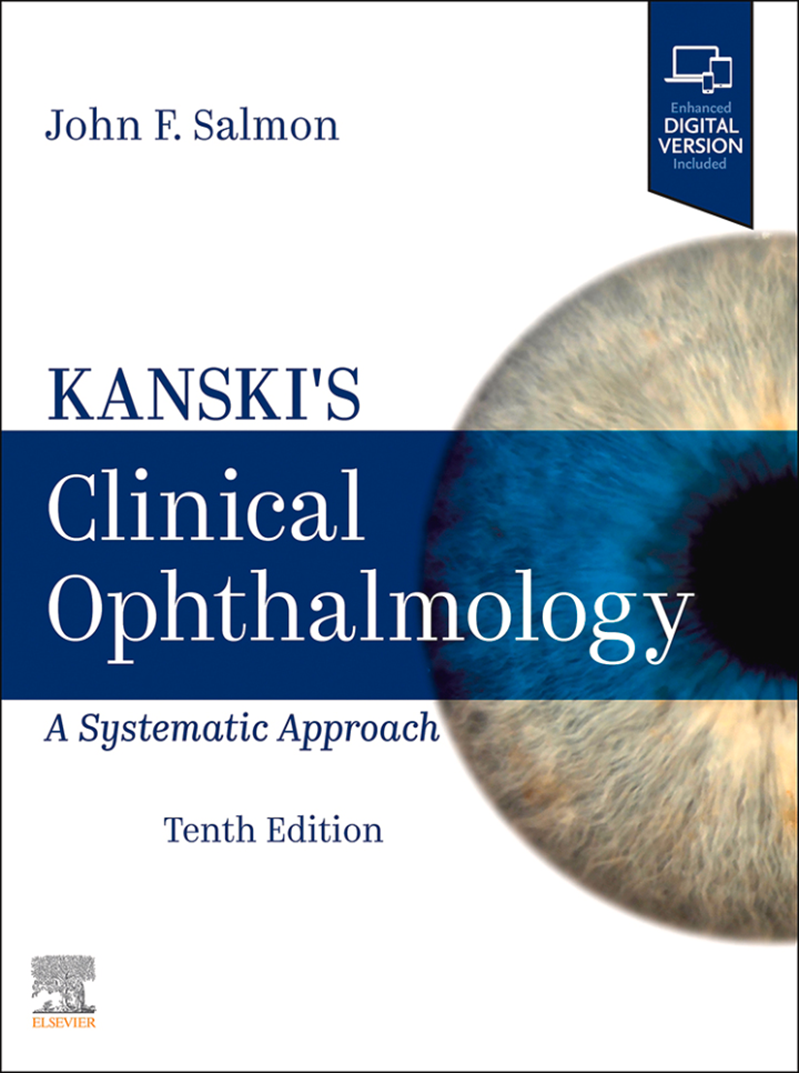 John F. Salmon
Enhanced
DIGITAL
VERSION
Included
KANSKI'S
Clinical
Ophthalmology
A Systematic Approach
Tenth Edition
ELSEVIER